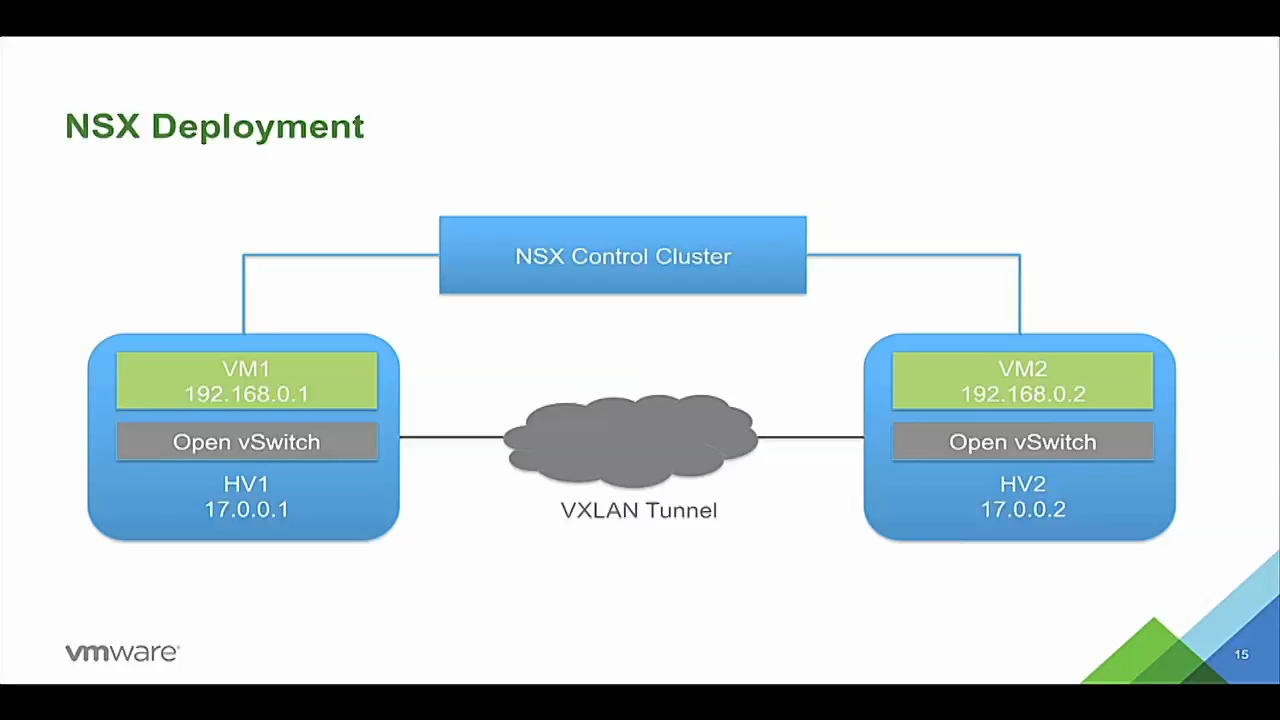 NSX Deployment
NSX Control Cluster
VM1
192.168.0.1
Open vSwitch
HV1
17.0.0.1
VXLAN Tunnel
VM2
192.168.0.2
Open vSwitch
HV2
17.0.0.2
vmware®
15